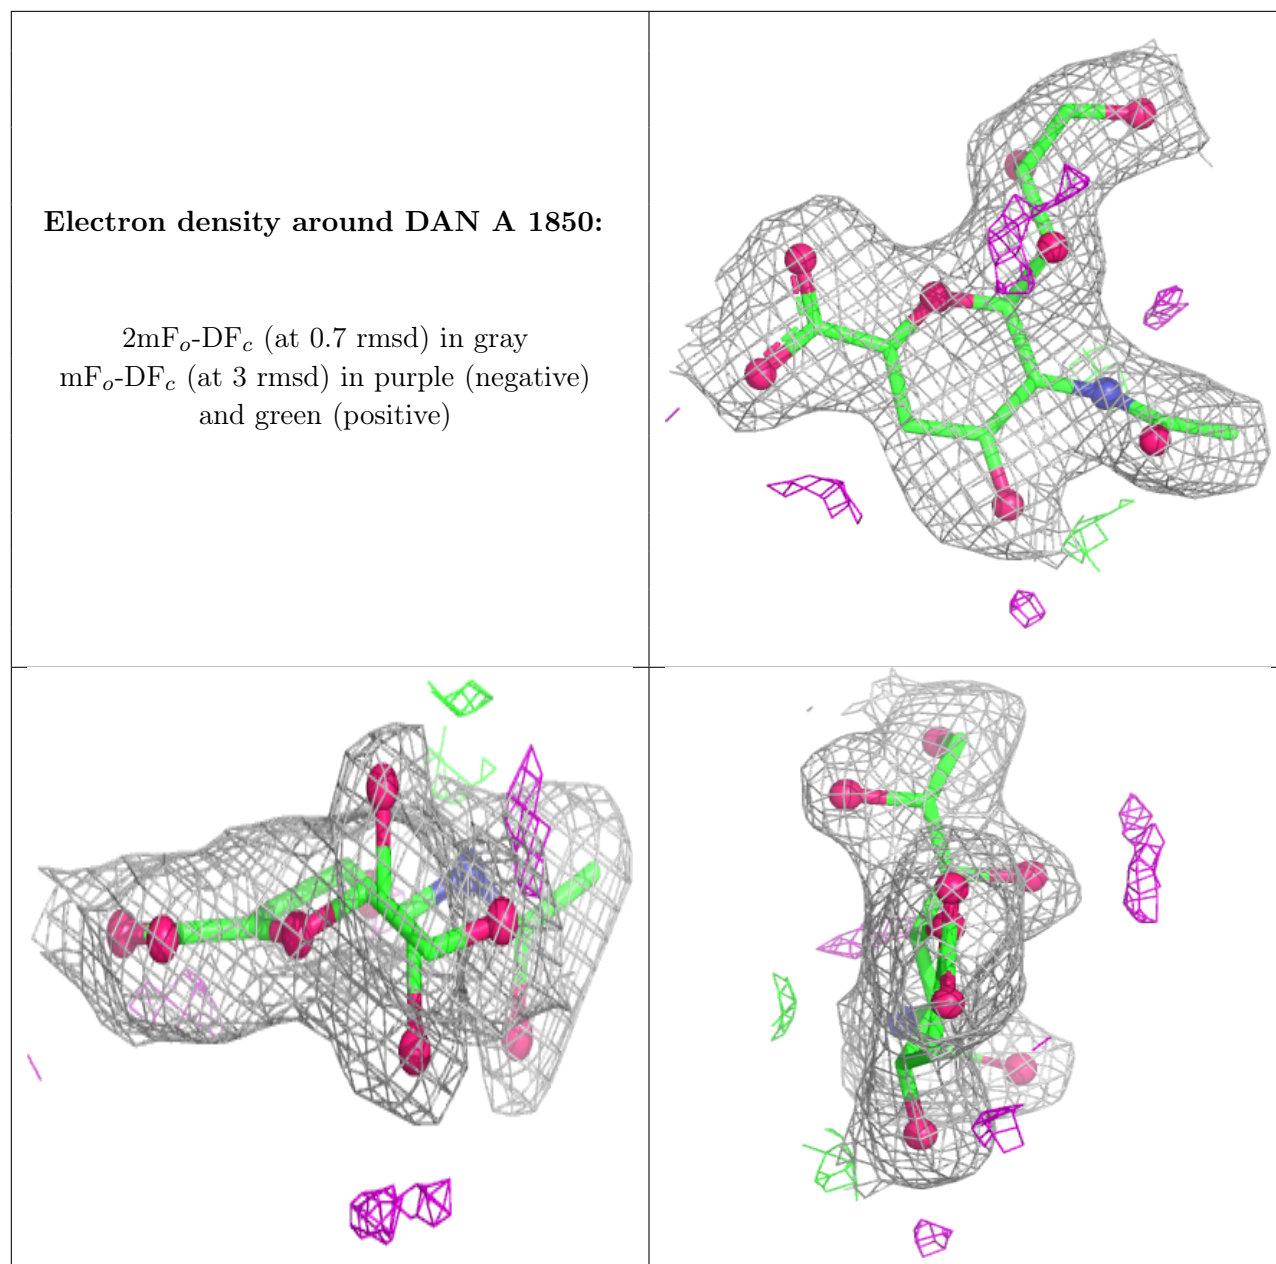 Electron density around DAN A 1850:
2mFo-DFc (at 0.7 rmsd) in gray
mFo-DFc (at 3 rmsd) in purple (negative)
and green (positive)